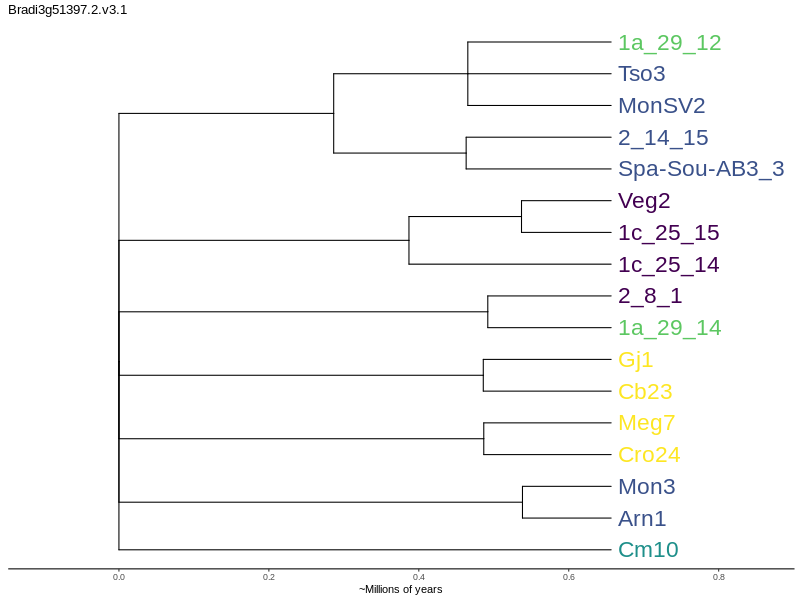 Bradi3g51397.2.v3.1
1a_29_12
Tso3
MonSV2
2_14_15
Spa-Sou-AB3_3
Veg2
1c_25_15
1c_25_14
2_8_1
1a_29_14
Gj1
Cb23
Meg7
Cro24
Mon3
Arn1
Cm10
0.0 0.2 0.4 0.6 0.8
~Millions of years